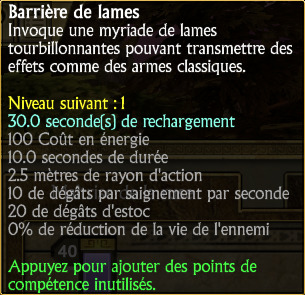 Barrière de lames
Invoque une myriade de lames
tourbillonnantes pouvant transmettre des
effets comme des armes classiques.
Niveau suivant : 1
30.0 seconde(s) de rechargement
100 Coût en énergie
10.0 secondes de durée
2.5 mètres de rayon d'action
10 de dégâts par saignement par seconde
20 de dégâts d'estoc
0% de réduction de la vie de l'ennemi
40
Appuyez pour ajouter des points de
compétence inutilisés.